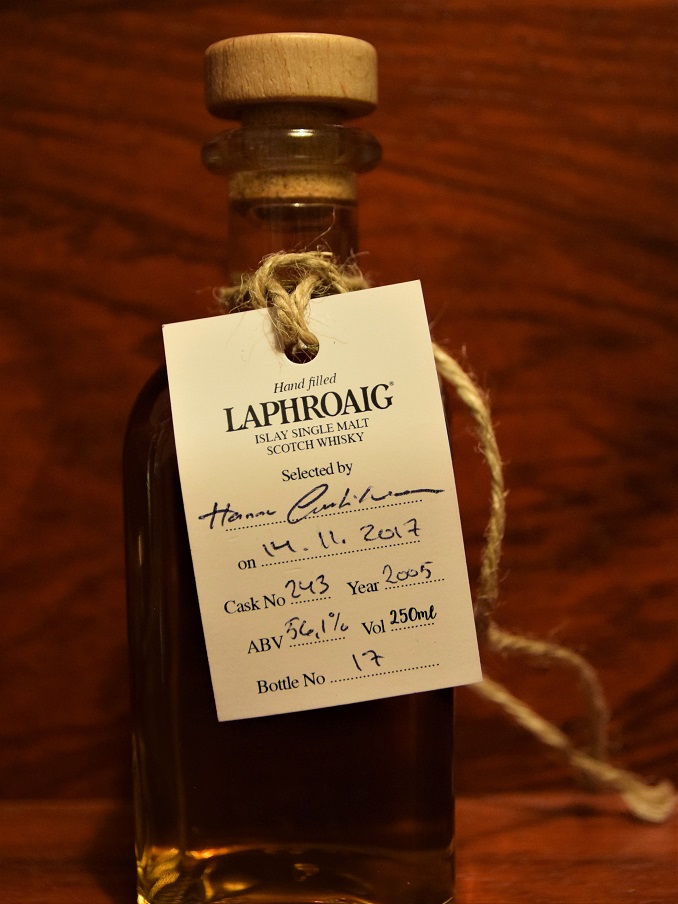 Hand filled
LAPHROAIG®
ISLAY SINGLE MALT
SCOTCH WHISKY
Selected by
on 14.11.2017
Cask No 243 Year 2005
ABV 56,1% Vol 250ml
Bottle No 17